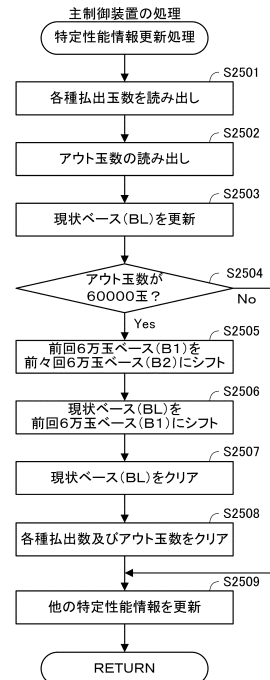 主制御装置の処理
特定性能情報更新処理
S2501
各種払出玉数を読み出し
S2502
アウト玉数の読み出し
S2503
現状ベース(BL)を更新
S2504
アウト玉数が
60000玉?
No
Yes
S2505
前回6万玉ベース(B1)を
前々回6万玉ベース(B2)にシフト
S2506
現状ベース(BL)を
前回6万玉ベース(B1)にシフト
S2507
現状ベース(BL)をクリア
S2508
各種払出数及びアウト玉数をクリア
S2509
他の特定性能情報を更新
RETURN